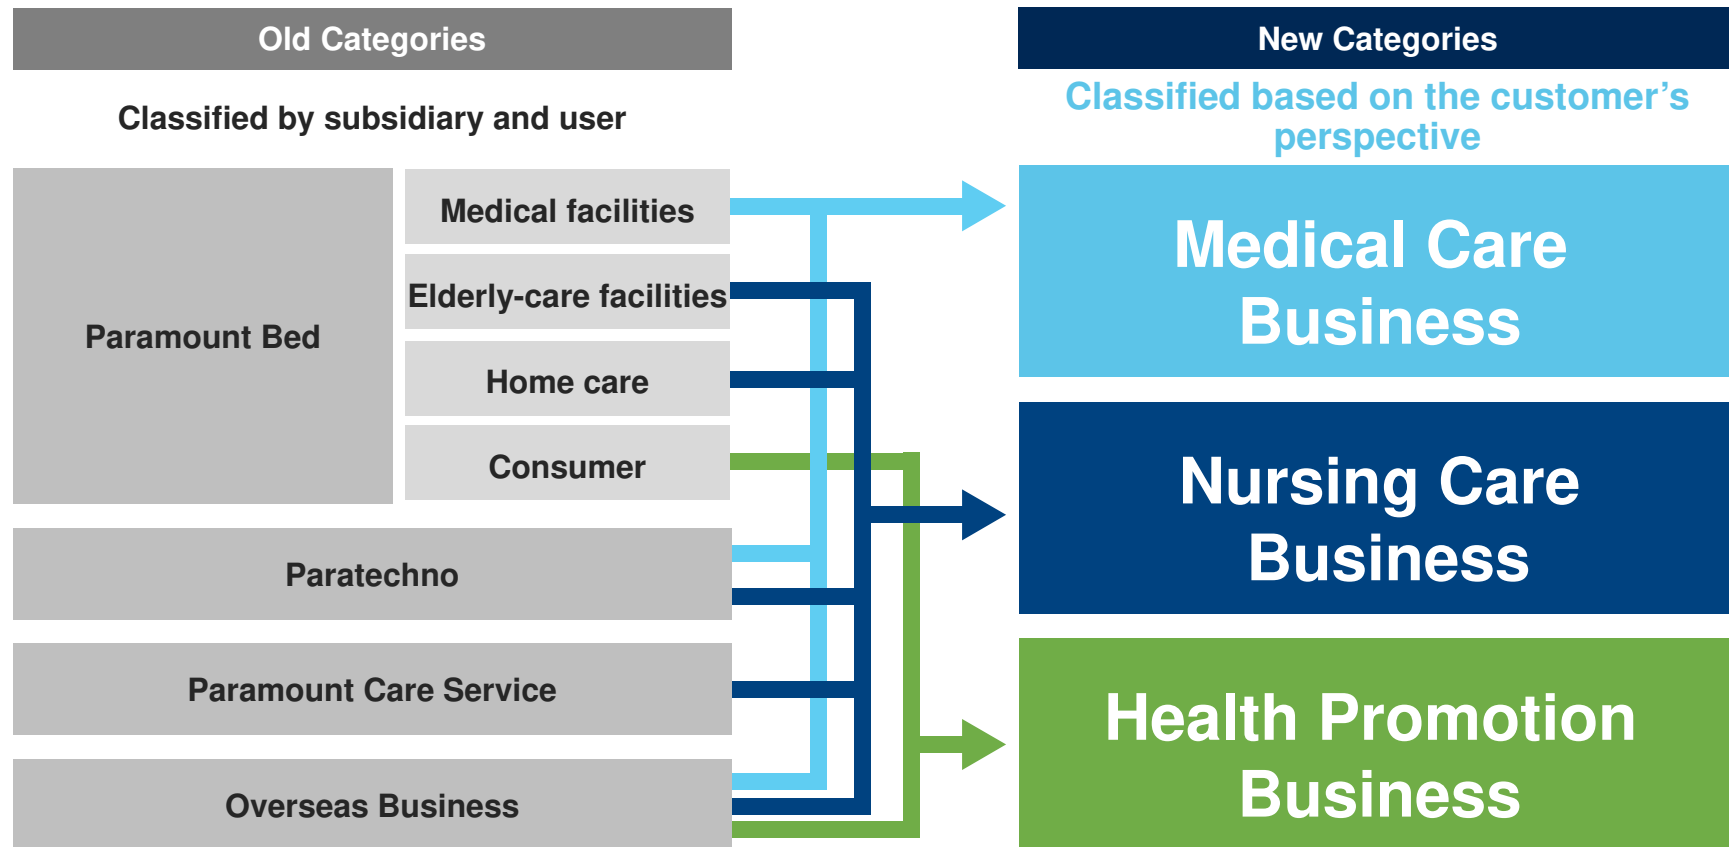 Old Categories
Classified by subsidiary and user
Paramount Bed
Medical facilities
Elderly-care facilities
Home care
Consumer
Paratechno
Paramount Care Service
Overseas Business
New Categories
Classified based on the customer’s
perspective
Medical Care
Business
Nursing Care
Business
Health Promotion
Business